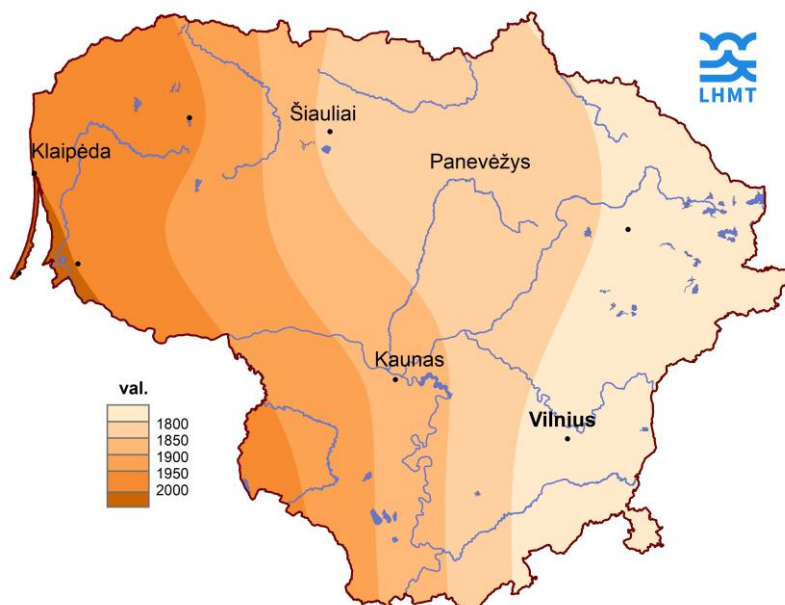 LHMT
Šiauliai
Klaipėda
Panevėžys
Kaunas
val.
1800
1850
1900
1950
2000
Vilnius